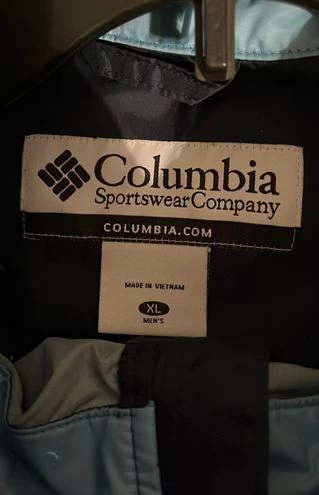 Columbia
Sportswear Company
COLUMBIA.COM
MADE IN VIETNAM
XL
MEN'S